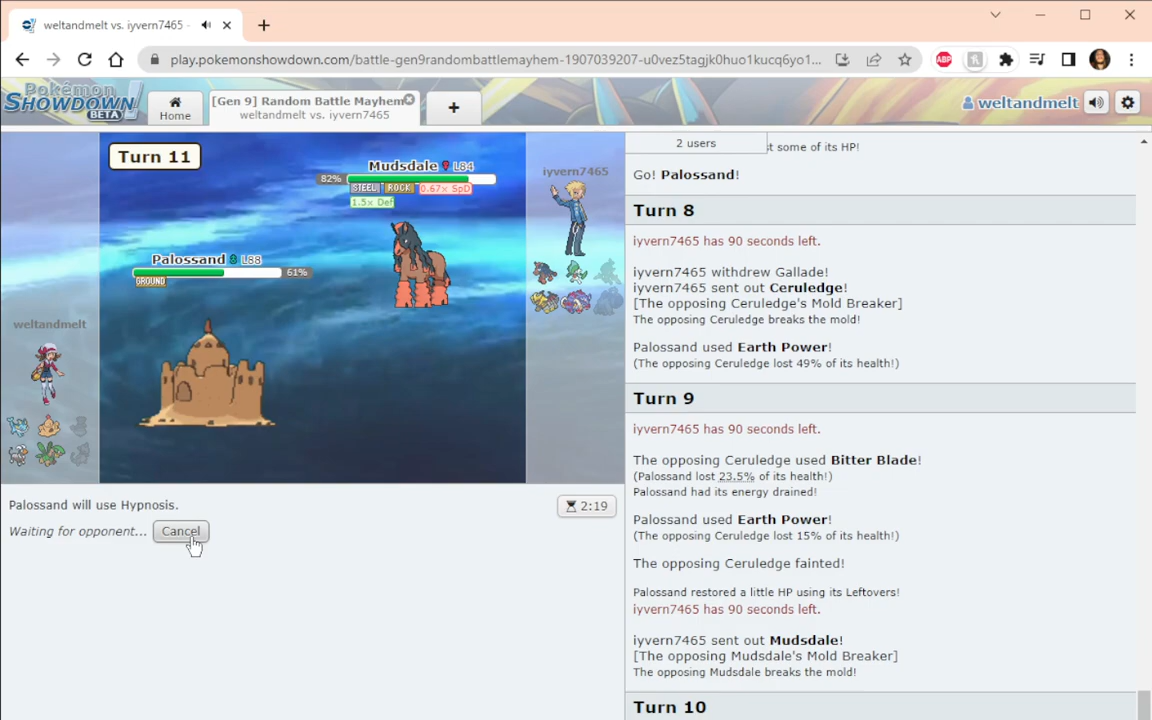 weltandmelt vs. iyvern7465 -
play.pokemonshowdown.com/battle-gen9randombattlemayhem-1907039207-u0vez5tagjk0huo1kucq6yo1...
ABP
Pokémon
SHOWDOWN
BETA
Home
[Gen 9] Random Battle Mayhem
weltandmelt vs. iyvern7465
+
weltandmelt
Turn 11
Mudsdale L84
82%
STEEL ROCK 0.67× SpD
1.5× Def
iyvern7465
Palossand L88
61%
GROUND
weltandmelt
Palossand will use Hypnosis.
2:19
Waiting for opponent... Cancel
2 users
st some of its HP!
Go! Palossand!
Turn 8
iyvern7465 has 90 seconds left.
iyvern7465 withdrew Gallade!
iyvern7465 sent out Ceruledge!
[The opposing Ceruledge's Mold Breaker]
The opposing Ceruledge breaks the mold!
Palossand used Earth Power!
(The opposing Ceruledge lost 49% of its health!)
Turn 9
iyvern7465 has 90 seconds left.
The opposing Ceruledge used Bitter Blade!
(Palossand lost 23.5% of its health!)
Palossand had its energy drained!
Palossand used Earth Power!
(The opposing Ceruledge lost 15% of its health!)
The opposing Ceruledge fainted!
Palossand restored a little HP using its Leftovers!
iyvern7465 has 90 seconds left.
iyvern7465 sent out Mudsdale!
[The opposing Mudsdale's Mold Breaker]
The opposing Mudsdale breaks the mold!
Turn 10